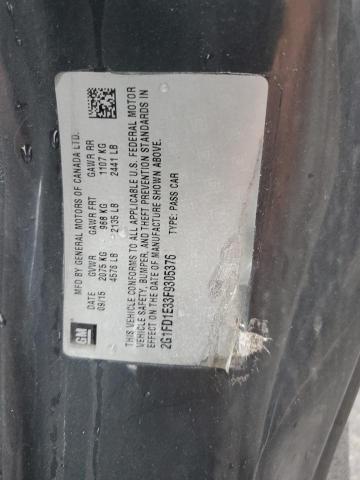 MFD BY GENERAL MOTORS OF CANADA LTD.
DATE GVWR GAWR FRT GAWR RR
09/15 2075 KG 968 KG 1107 KG
4578 LB 2135 LB 2441 LB
THIS VEHICLE CONFORMS TO ALL APPLICABLE U.S. FEDERAL MOTOR
VEHICLE SAFETY, BUMPER, AND THEFT PREVENTION STANDARDS IN
EFFECT ON THE DATE OF MANUFACTURE SHOWN ABOVE.
2G1FD1E33F9306376 TYPE: PASS CAR
GM